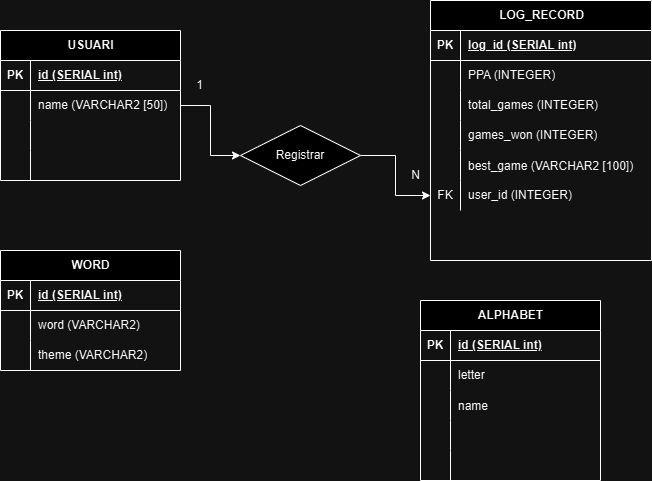 USUARI
PK id (SERIAL int)
name (VARCHAR2 [50])
1
Registrar
N
LOG_RECORD
PK log_id (SERIAL int)
PPA (INTEGER)
total_games (INTEGER)
games_won (INTEGER)
best_game (VARCHAR2 [100])
FK user_id (INTEGER)
WORD
PK id (SERIAL int)
word (VARCHAR2)
theme (VARCHAR2)
ALPHABET
PK id (SERIAL int)
letter
name